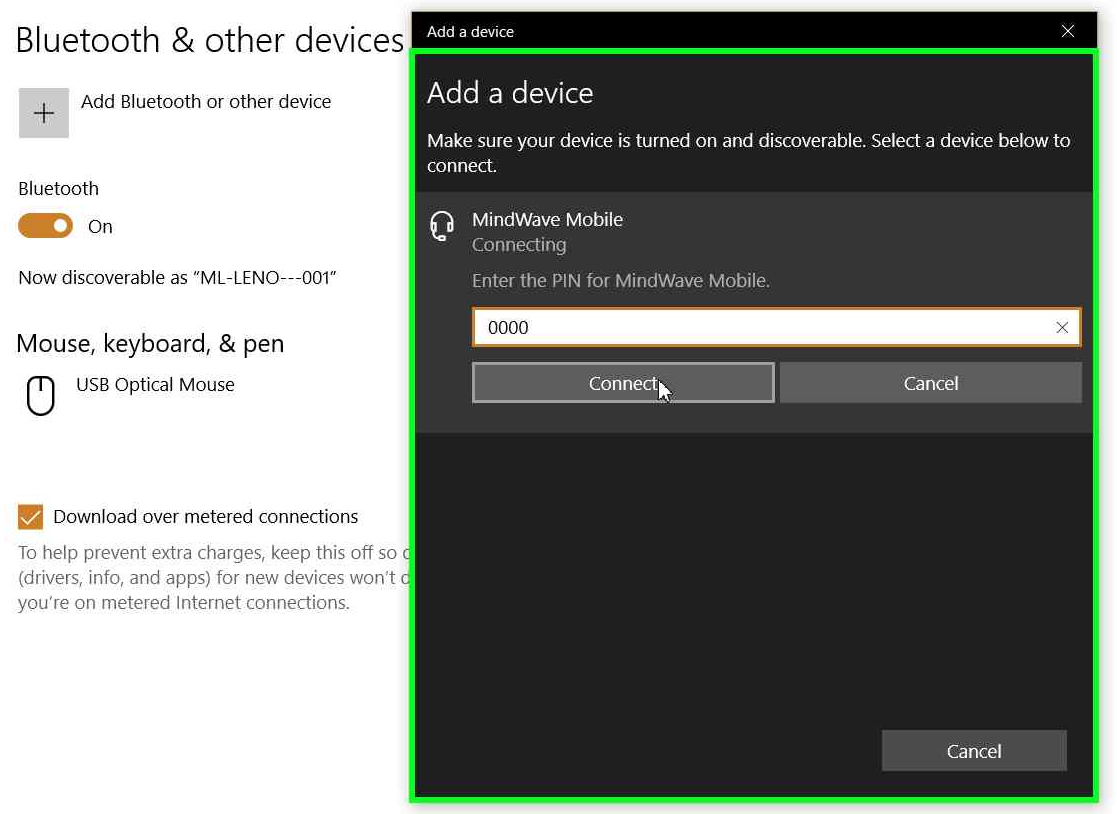 Bluetooth & other devices
Add Bluetooth or other device
Bluetooth
On
Now discoverable as “ML-LENO---001”
Mouse, keyboard, & pen
USB Optical Mouse
Download over metered connections
To help prevent extra charges, keep this off so
(drivers, info, and apps) for new devices won’t
you’re on metered Internet connections.
Add a device
Add a device
Make sure your device is turned on and discoverable. Select a device below to
connect.
MindWave Mobile
Connecting
Enter the PIN for MindWave Mobile.
0000
Connect
Cancel
Cancel